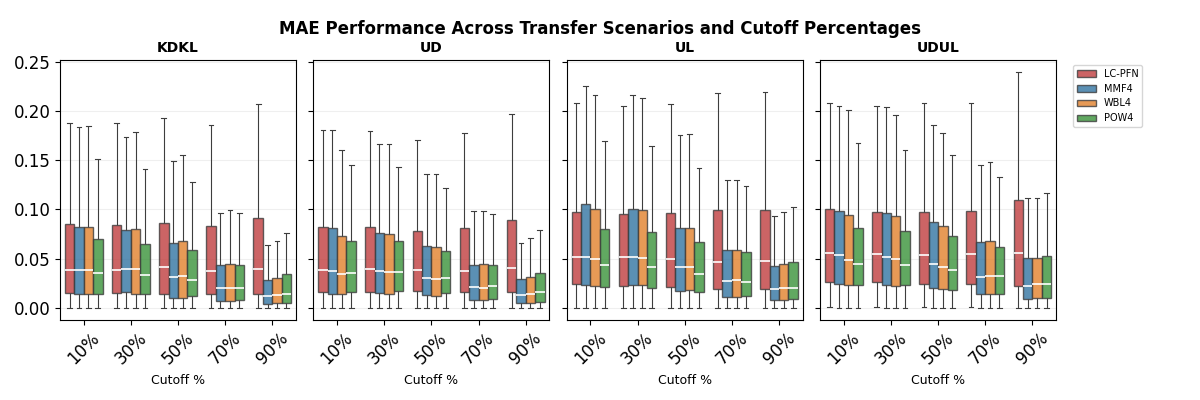 MAE Performance Across Transfer Scenarios and Cutoff Percentages
KDKL
UD
UL
UDUL
0.25
0.20
0.15
0.10
0.05
0.00
10%
30%
50%
70%
90%
10%
30%
50%
70%
90%
10%
30%
50%
70%
90%
10%
30%
50%
70%
90%
Cutoff %
Cutoff %
Cutoff %
Cutoff %
LC-PFN
MMF4
WBL4
POW4